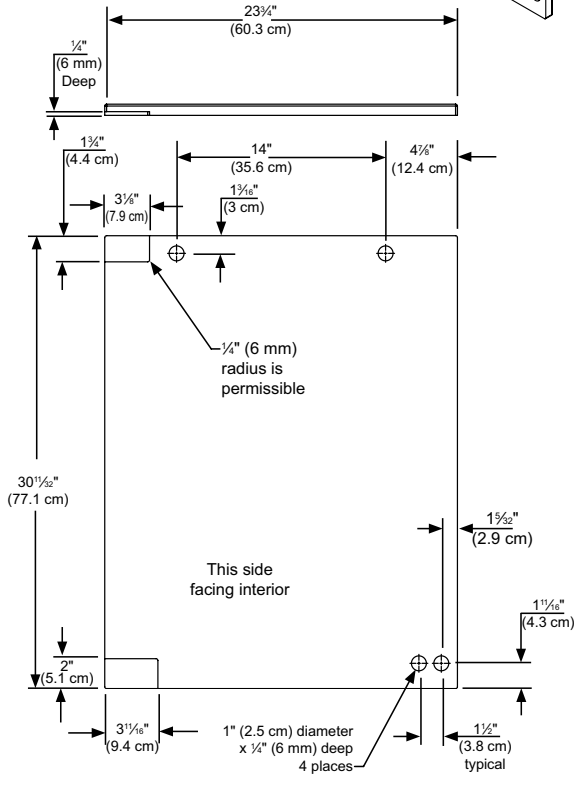 23¾"
(60.3 cm)
¼"
(6 mm)
Deep
1¾"
(4.4 cm)
14"
(35.6 cm)
4⅞"
(12.4 cm)
3⅛"
(7.9 cm)
1³⁄₁₆"
(3 cm)
¼" (6 mm)
radius is
permissible
30¹¹⁄₃₂"
(77.1 cm)
1⁵⁄₃₂"
(2.9 cm)
This side
facing interior
1¹¹⁄₁₆"
(4.3 cm)
2"
(5.1 cm)
3¹¹⁄₁₆"
(9.4 cm)
1" (2.5 cm) diameter
x ¼" (6 mm) deep
4 places
1½"
(3.8 cm)
typical